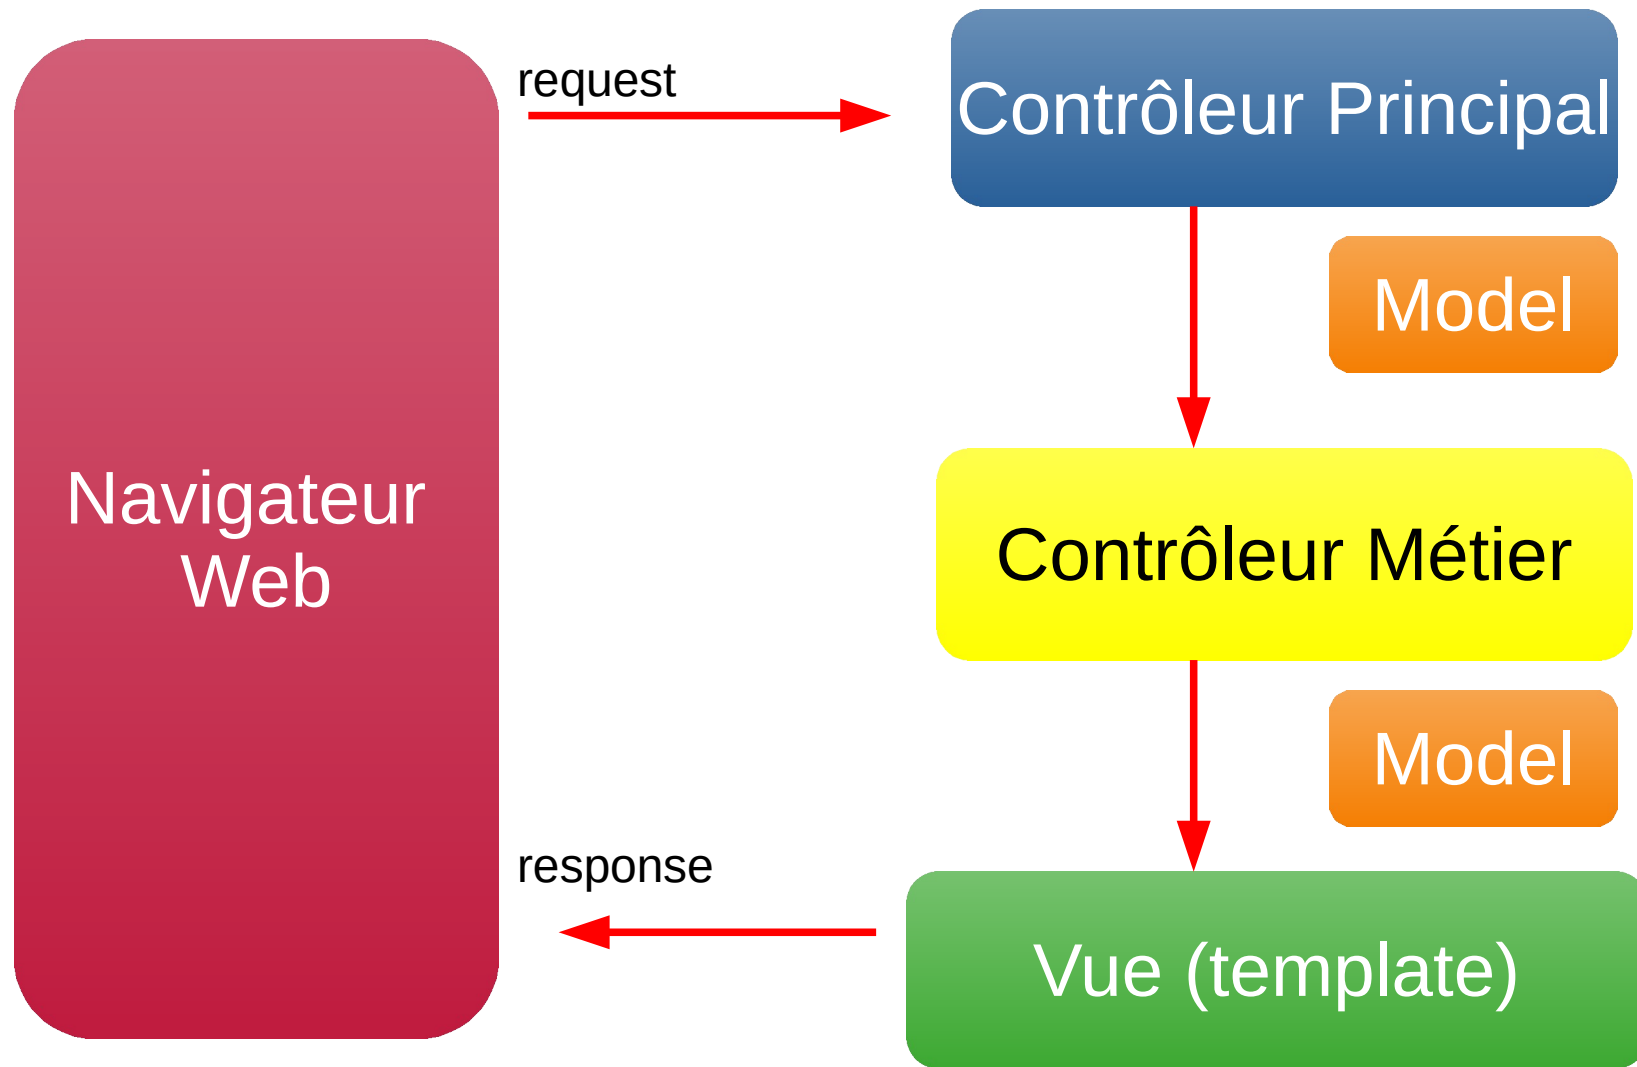 request
Contrôleur Principal
Model
Navigateur
Web
Contrôleur Métier
Model
response
Vue (template)